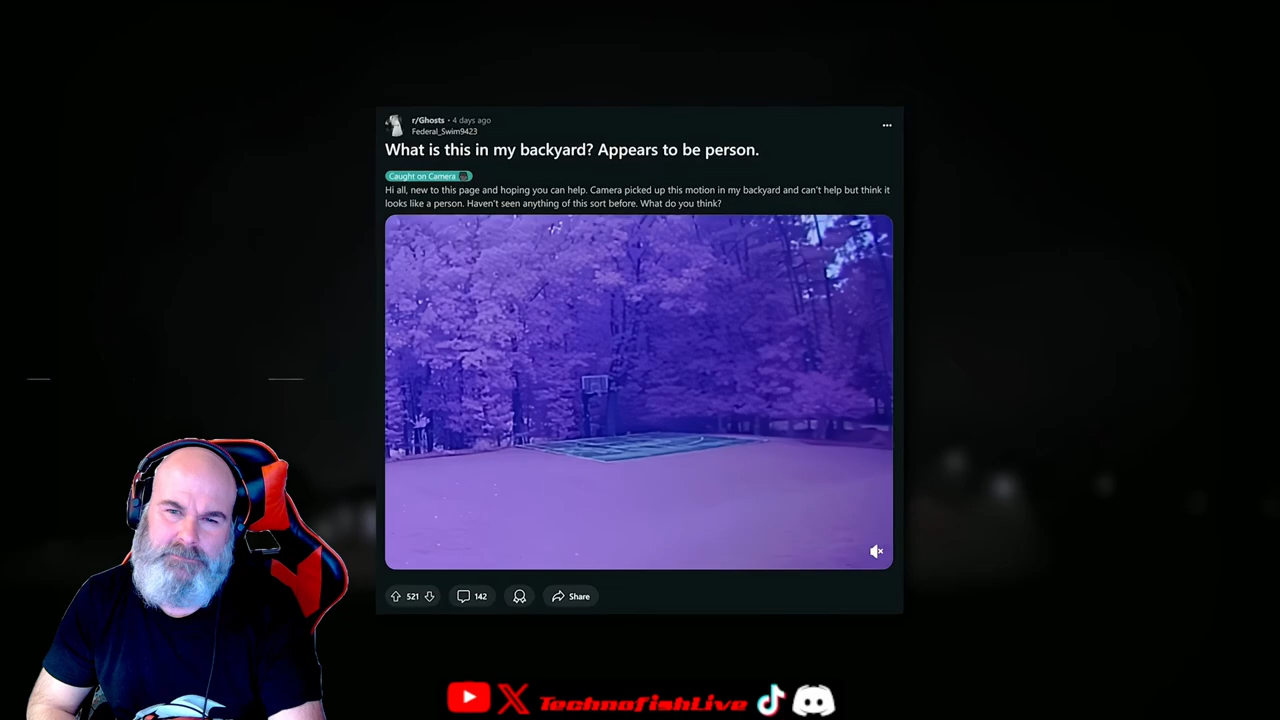 r/Ghosts • 4 days ago
Federal_Swim9423
What is this in my backyard? Appears to be person.
Caught on Camera
Hi all, new to this page and hoping you can help. Camera picked up this motion in my backyard and can't help but think it
looks like a person. Haven't seen anything of this sort before. What do you think?
521
142
Share
TechnofishLive